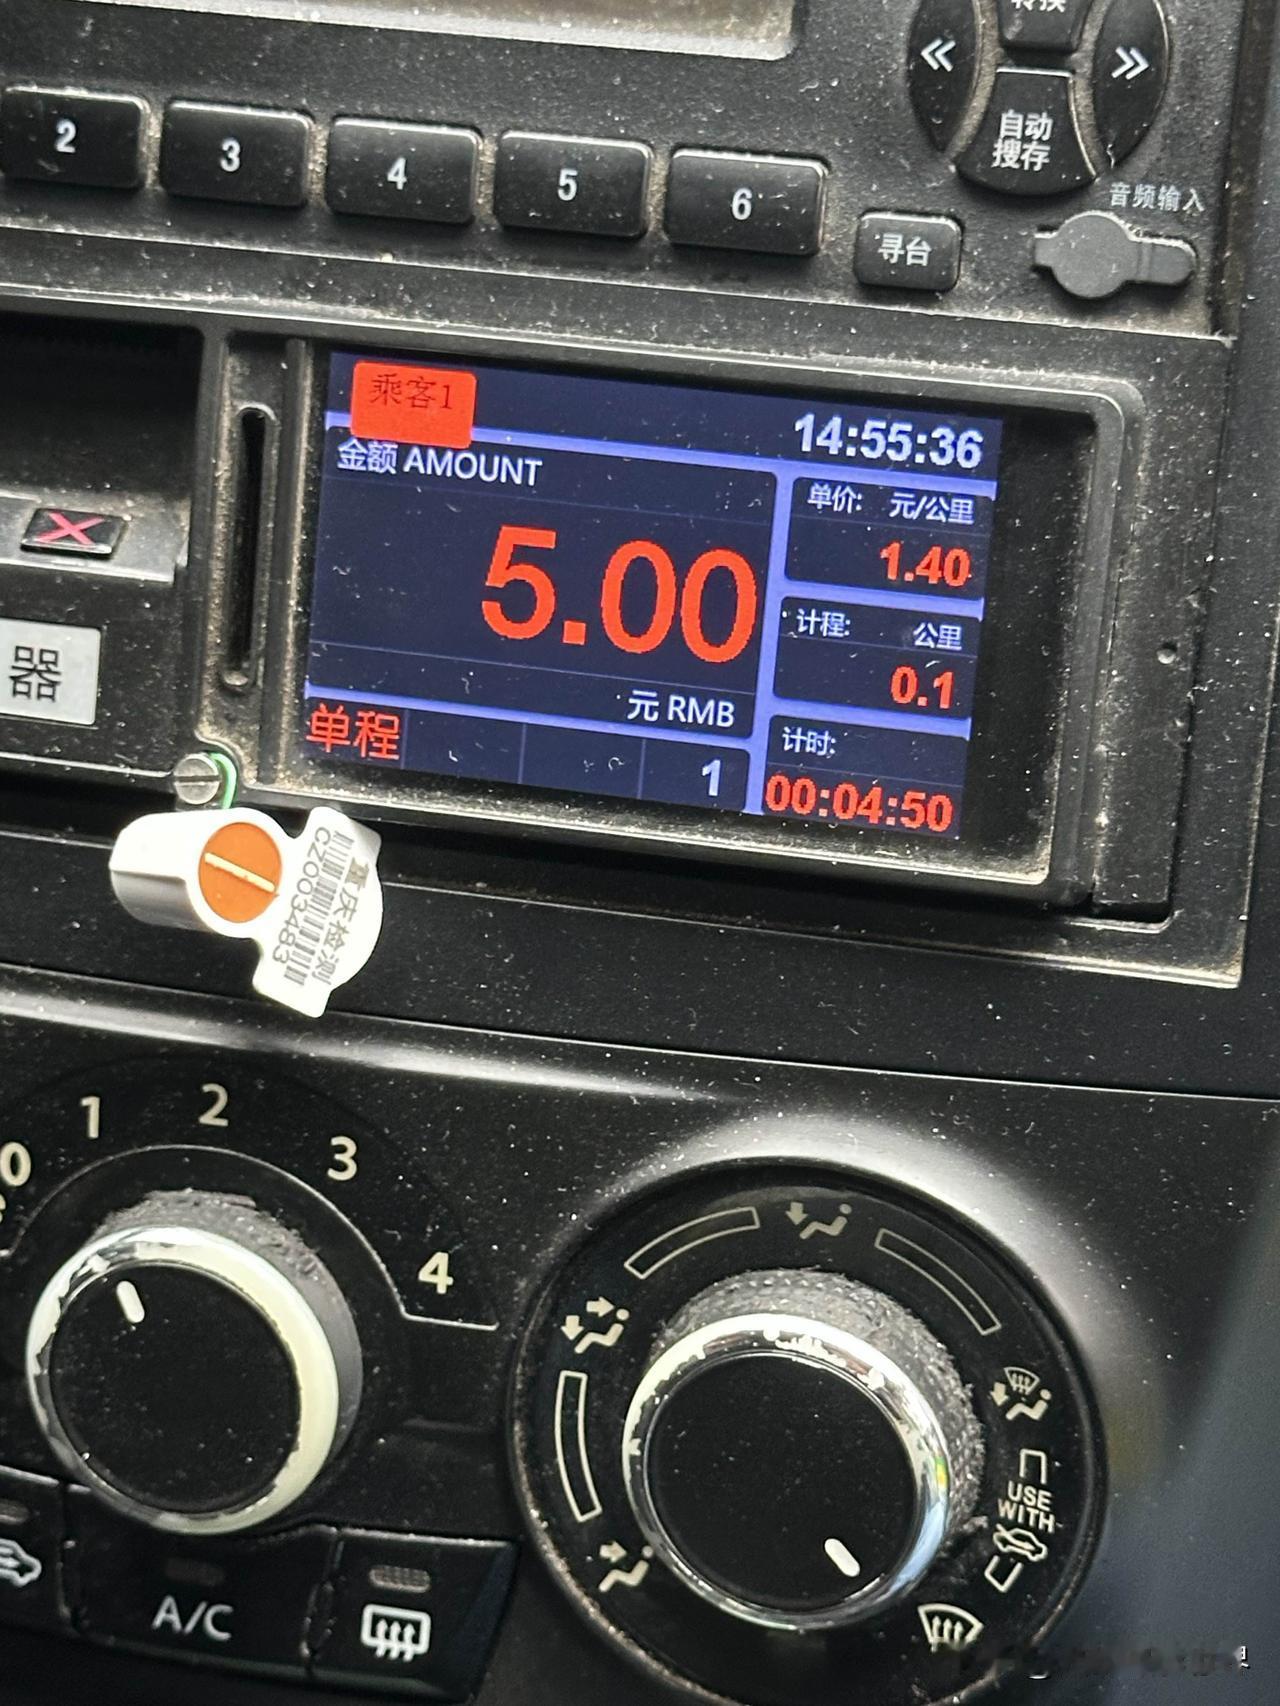 转换
2
3
4
5
6
自动
搜存
音频输入
寻台
乘客1
14:55:36
金额 AMOUNT
5.00
元 RMB
单价: 元/公里
1.40
计程: 公里
0.1
计时:
00:04:50
单程
1
器
重庆检测
CZ0003483
0
1
2
3
4
A/C
USE
WITH